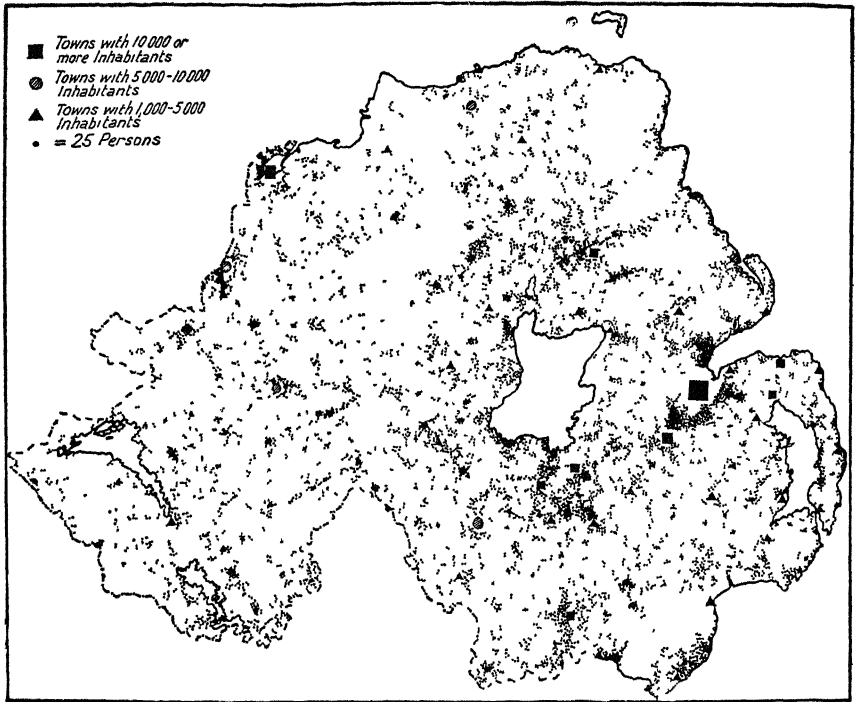 Towns with 10 000 or
more Inhabitants
Towns with 5 000-10 000
Inhabitants
Towns with 1,000-5 000
Inhabitants
= 25 Persons